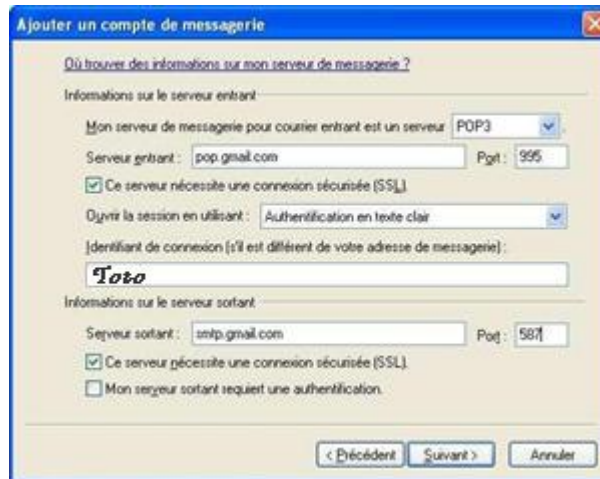 Ajouter un compte de messagerie
Où trouver des informations sur mon serveur de messagerie ?
Informations sur le serveur entrant
Mon serveur de messagerie pour courrier entrant est un serveur POP3 .
Serveur entrant : pop.gmail.com Port : 995
Ce serveur nécessite une connexion sécurisée (SSL)
Ouvrir la session en utilisant : Authentification en texte clair
Identifiant de connexion (s'il est différent de votre adresse de messagerie) :
Toto
Informations sur le serveur sortant
Serveur sortant : smtp.gmail.com Port : 587
Ce serveur nécessite une connexion sécurisée (SSL)
Mon serveur sortant requiert une authentification.
< Précédent Suivant > Annuler